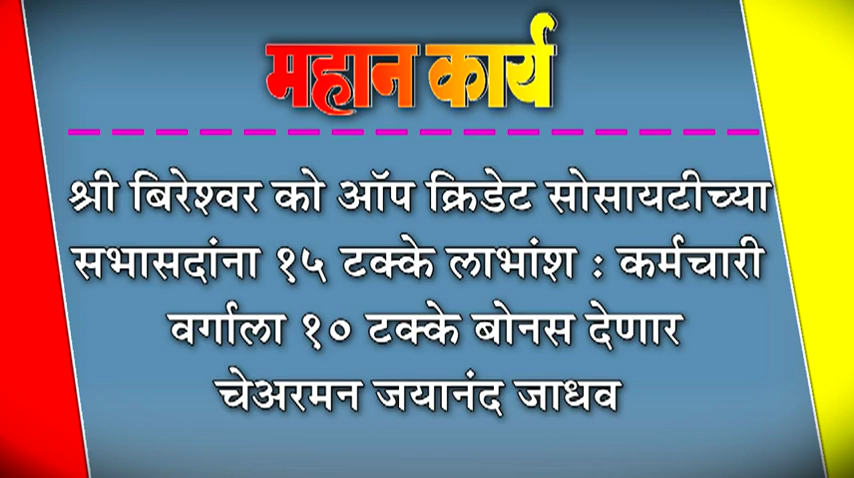 महान कार्य
श्री बिरेश्वर को ऑप क्रिडेट सोसायटीच्या
सभासदांना १५ टक्के लाभांश : कर्मचारी
वर्गाला १० टक्के बोनस देणार
चेअरमन जयानंद जाधव